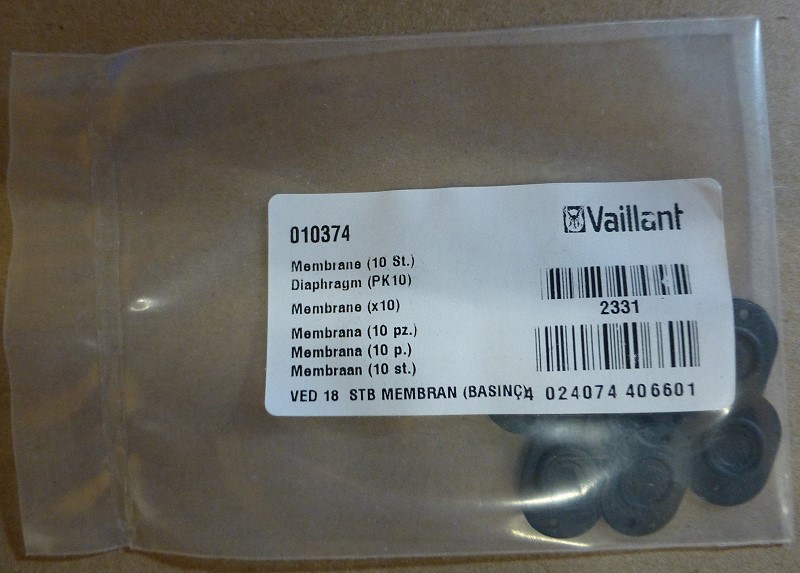 010374
Vaillant
Membrane (10 St.)
Diaphragm (PK10)
Membrane (x10)
Membrana (10 pz.)
Membrana (10 p.)
Membraan (10 st.)
2331
VED 18 STB MEMBRAN (BASINÇ)
4 024074 406601